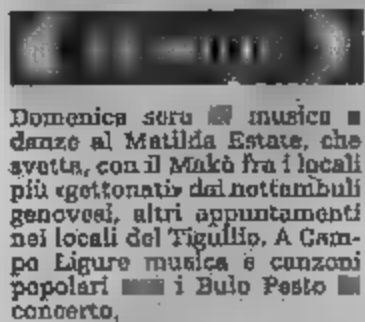 Domenica sera musica
danze al Matilda Estate, che
con il Makò fra i locali
più «gettonati» dai nottambuli
genovesi, altri appuntamenti
nei locali del Tigullio. A Cam-
po Ligure musica e canzoni
popolari i Bulo Pesto
concerto.